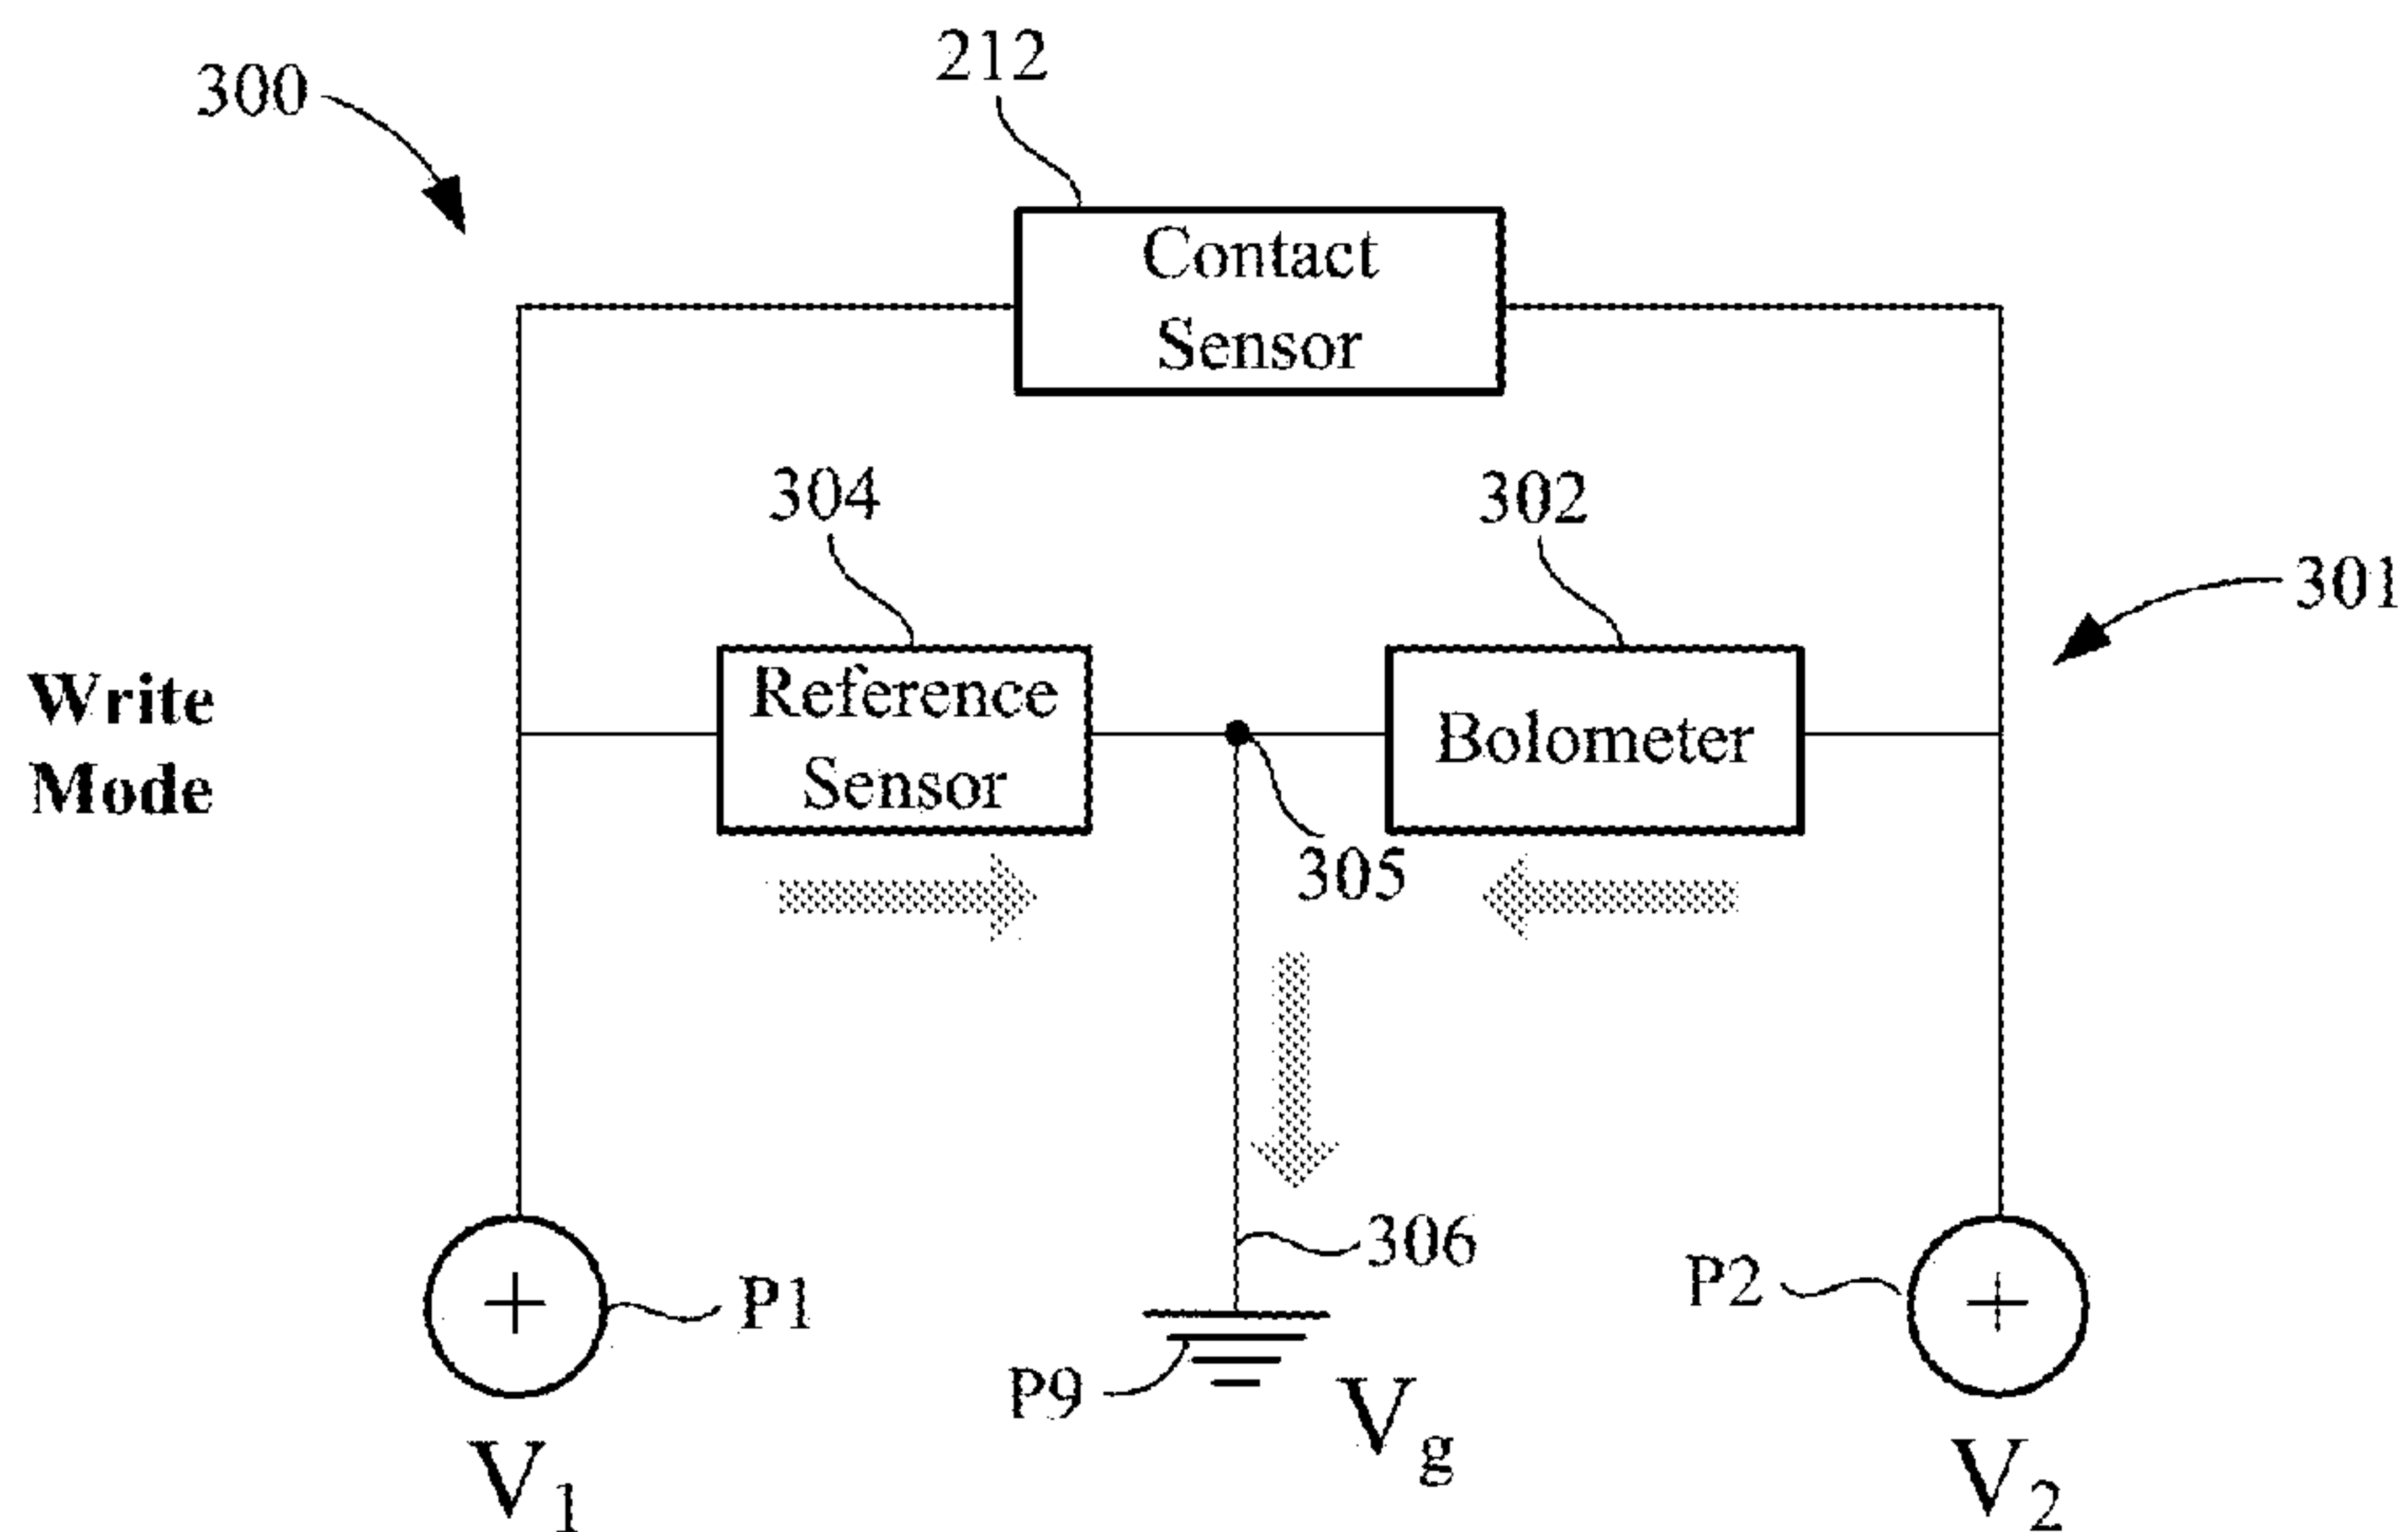 212
300
Contact
Sensor
304
302
301
Write
Mode
Reference
Sensor
Bolometer
305
306
P1
P2
P9
Vg
V1
V2